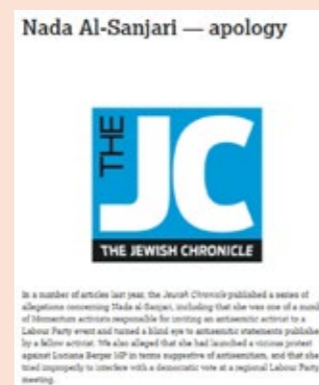 Nada Al-Sanjari — apology
THE
JC
THE JEWISH CHRONICLE
In a number of articles last year, the Jewish Chronicle published a series of
allegations concerning Nada al-Sanjari, including that she was one of a numb
of Momentum activists responsible for inviting an antisemitic activist to a
Labour Party event and turned a blind eye to antisemitic statements publishe
by a fellow activist. We also alleged that she had launched a vicious protest
against Luciana Berger MP in terms suggestive of antisemitism, and that she
tried improperly to interfere with a democratic vote at a regional Labour Party
meeting.